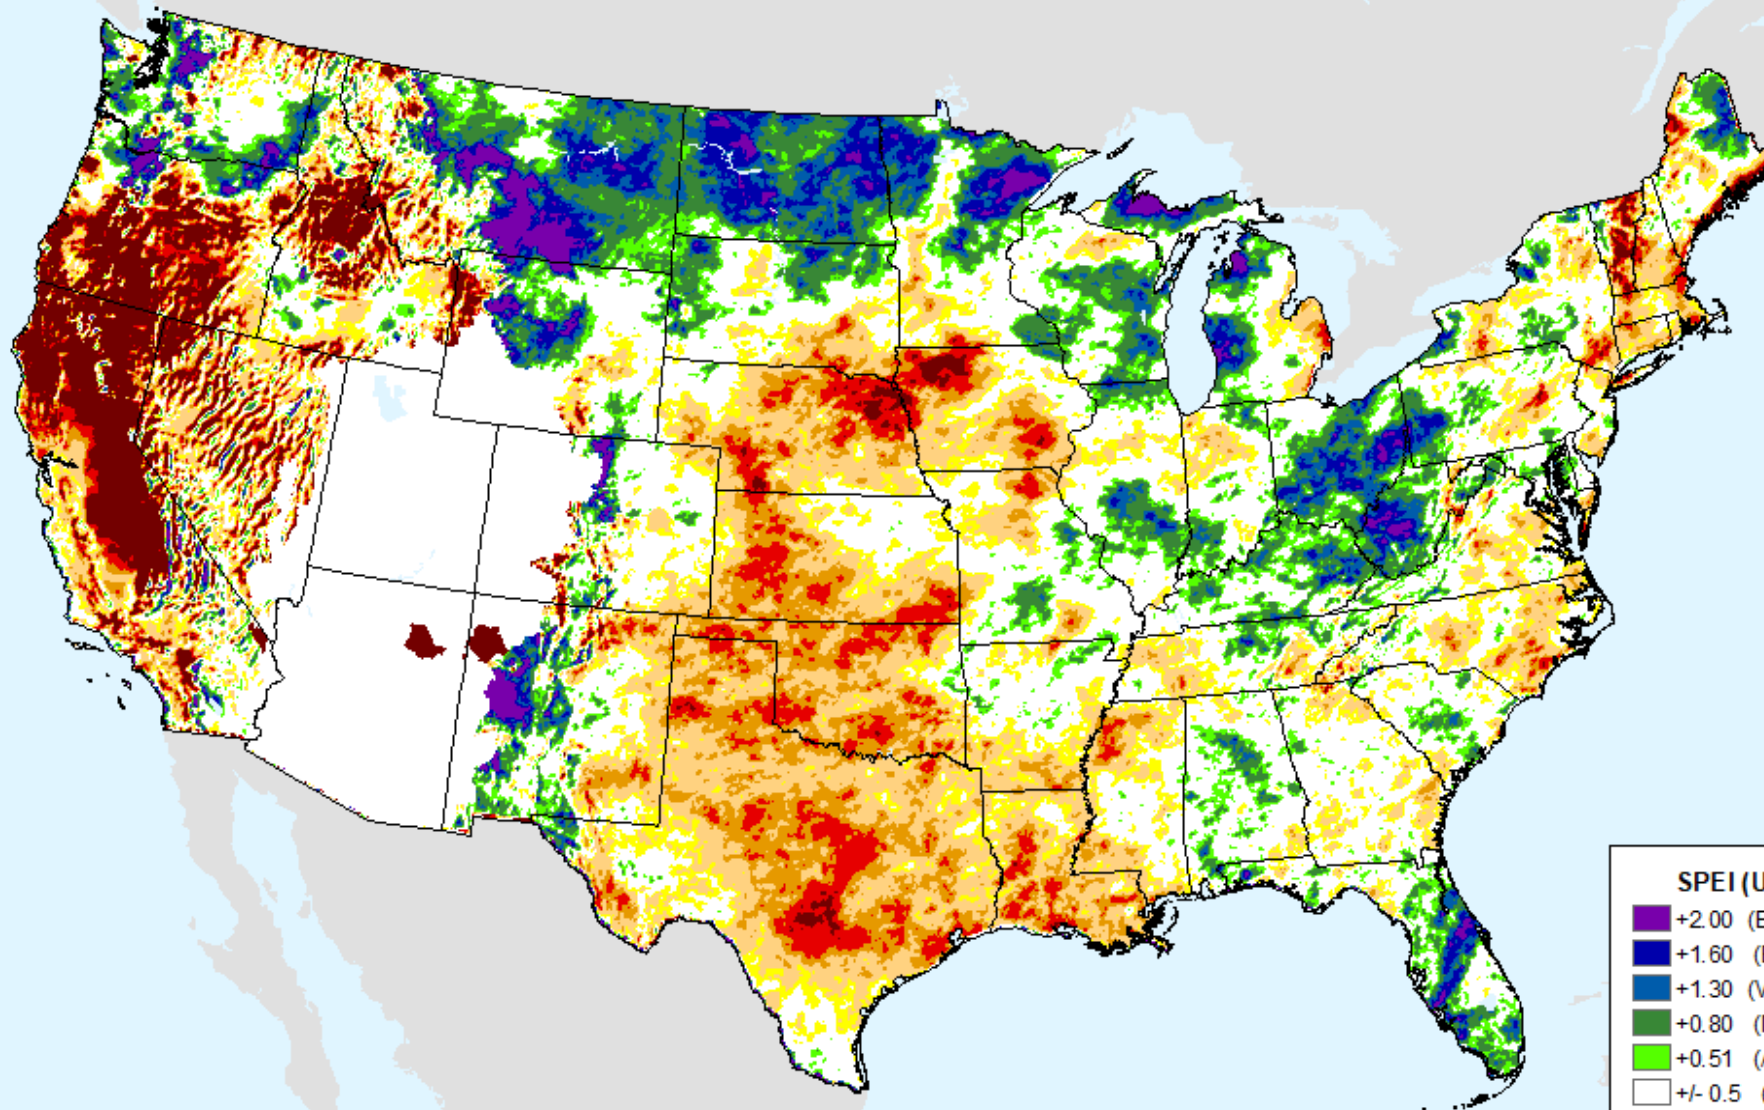 SPEI (U
+2.00 (E
+1.60 (
+1.30 (V
+0.80 (
+0.51 (
+/- 0.5 (